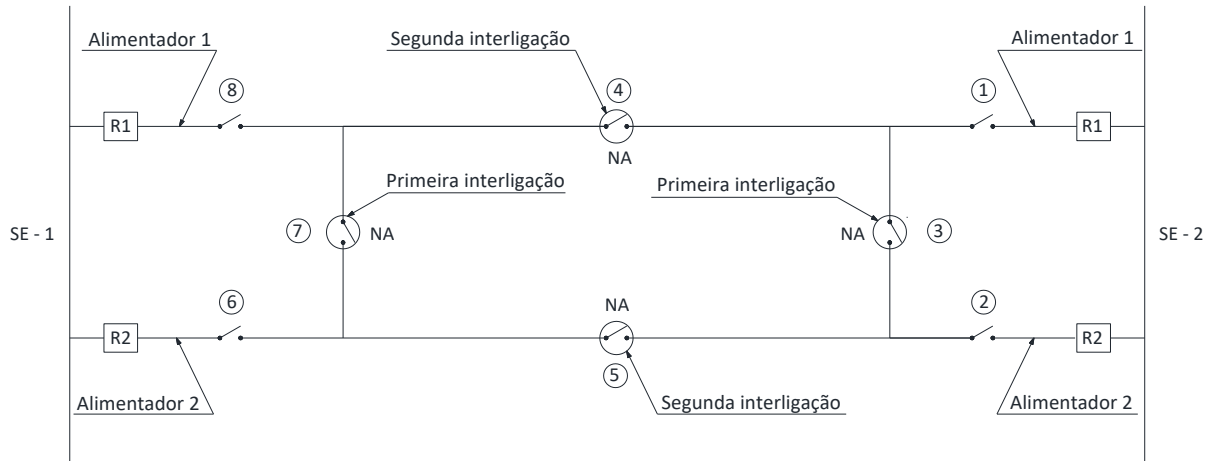 Segunda interligação
Alimentador 1
Alimentador 1
8
4
1
R1
R1
NA
Primeira interligação
Primeira interligação
SE - 1
7
NA
NA
3
SE - 2
6
NA
2
R2
R2
5
Alimentador 2
Segunda interligação
Alimentador 2